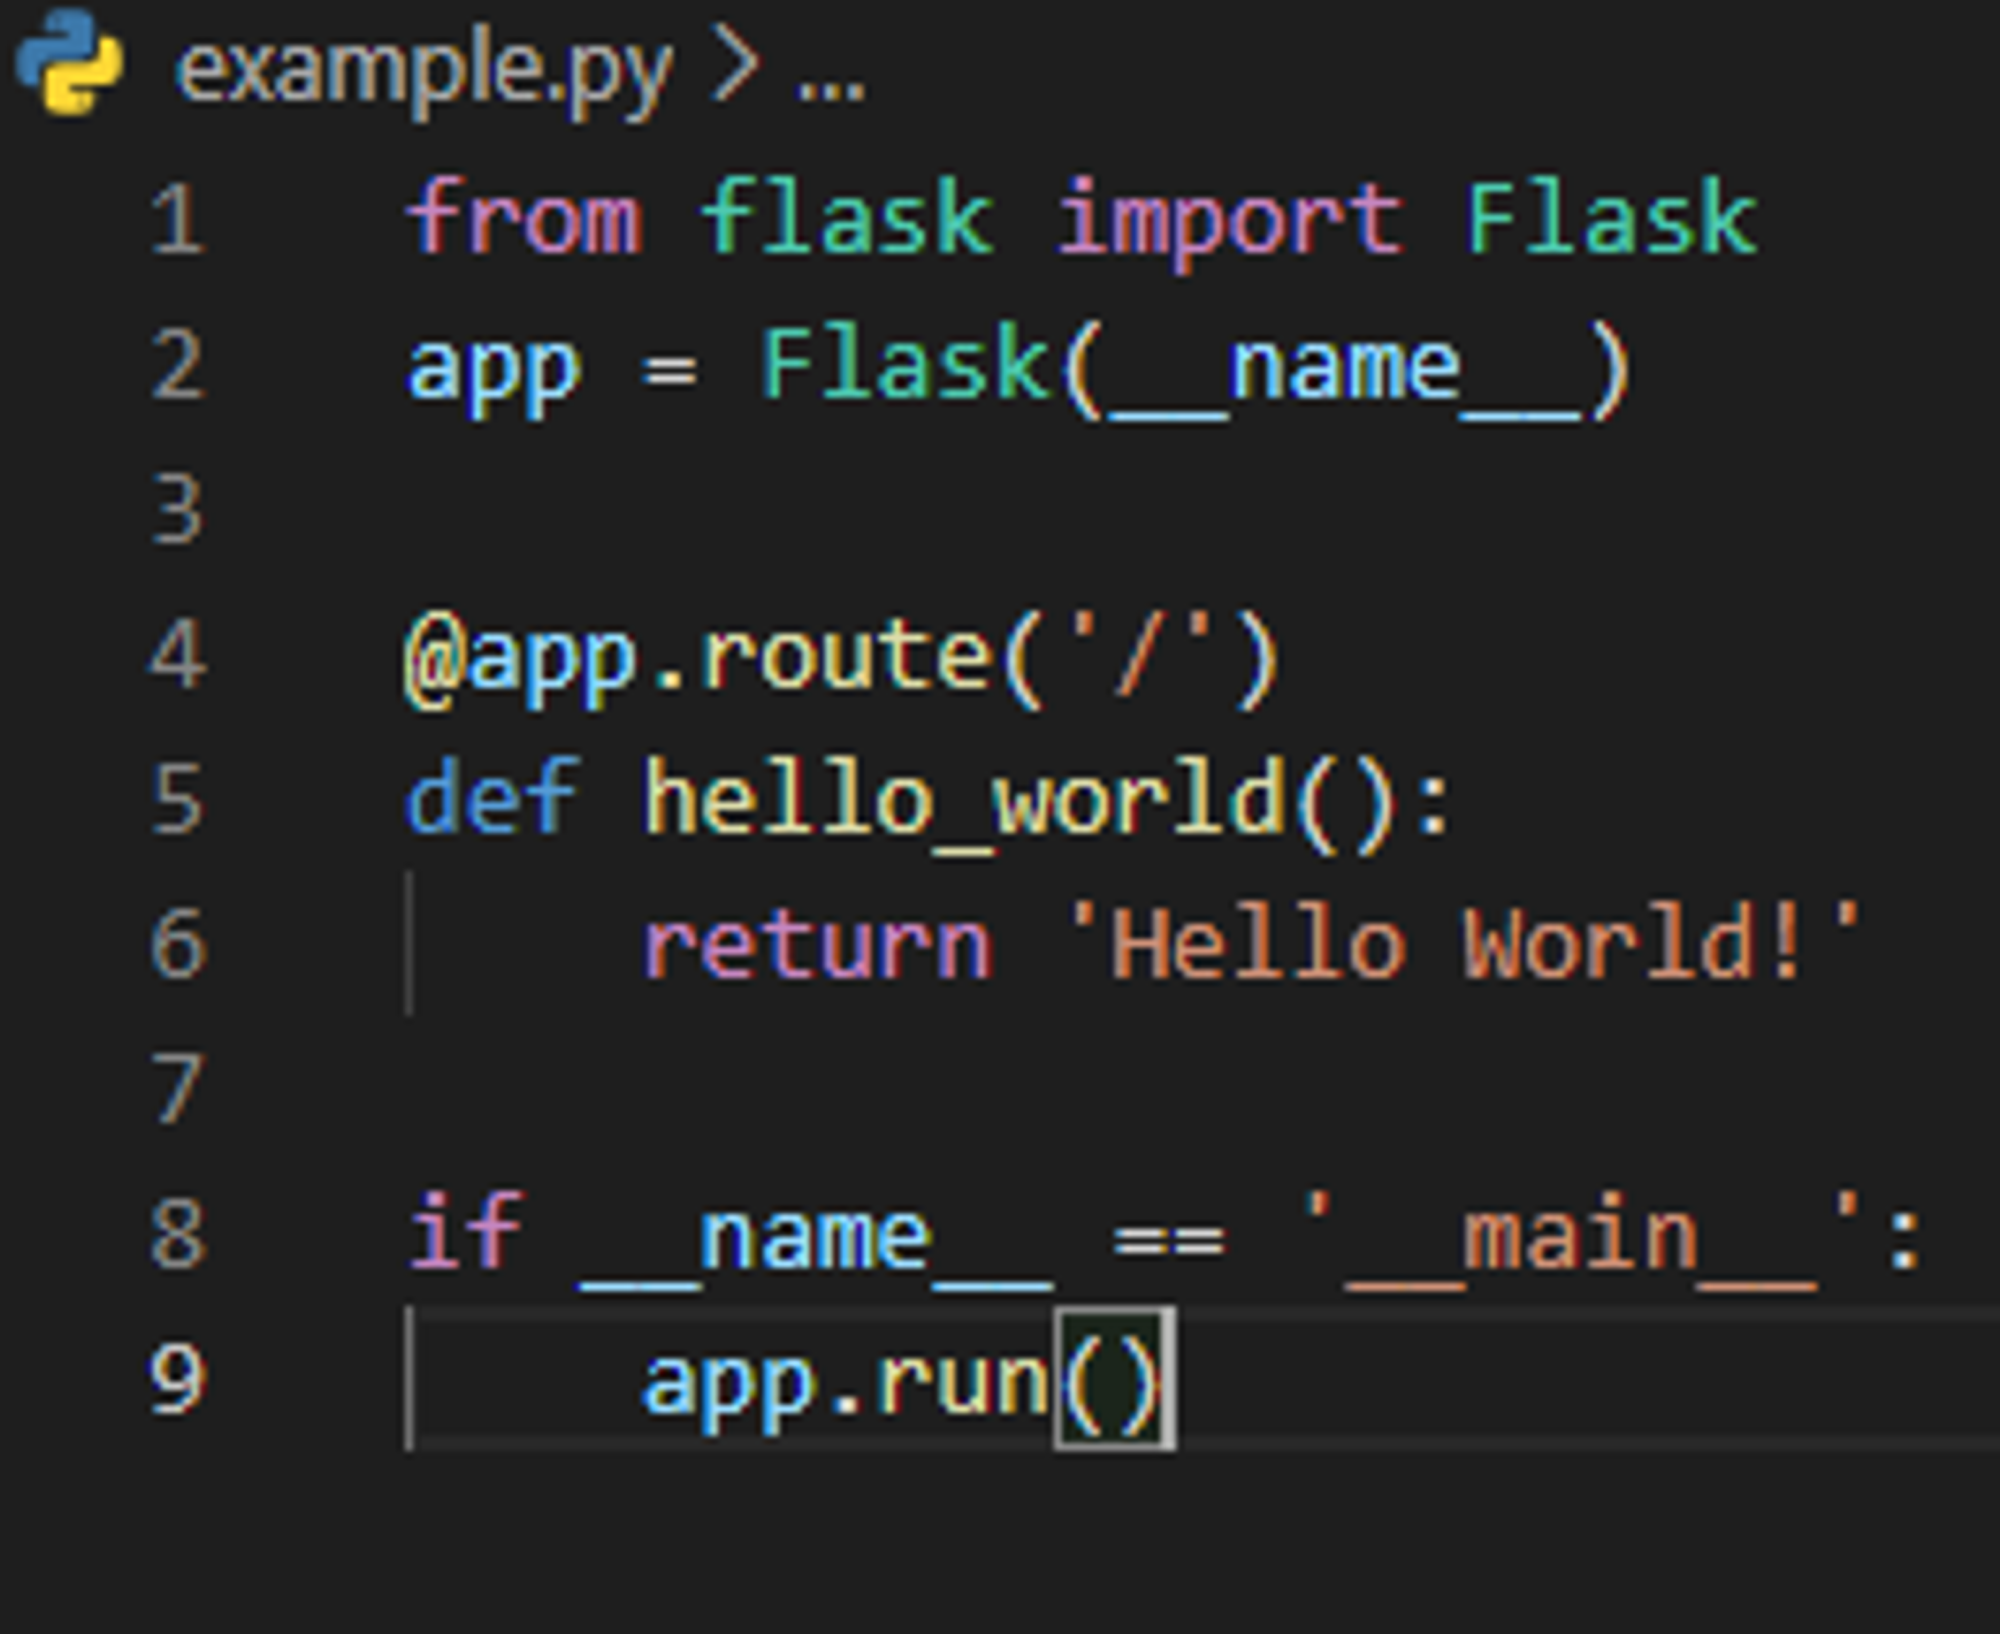 example.py > ...
1 from flask import Flask
2 app = Flask(__name__)
3
4 @app.route('/')
5 def hello_world():
6     return 'Hello World!'
7
8 if __name__ == '__main__':
9     app.run()